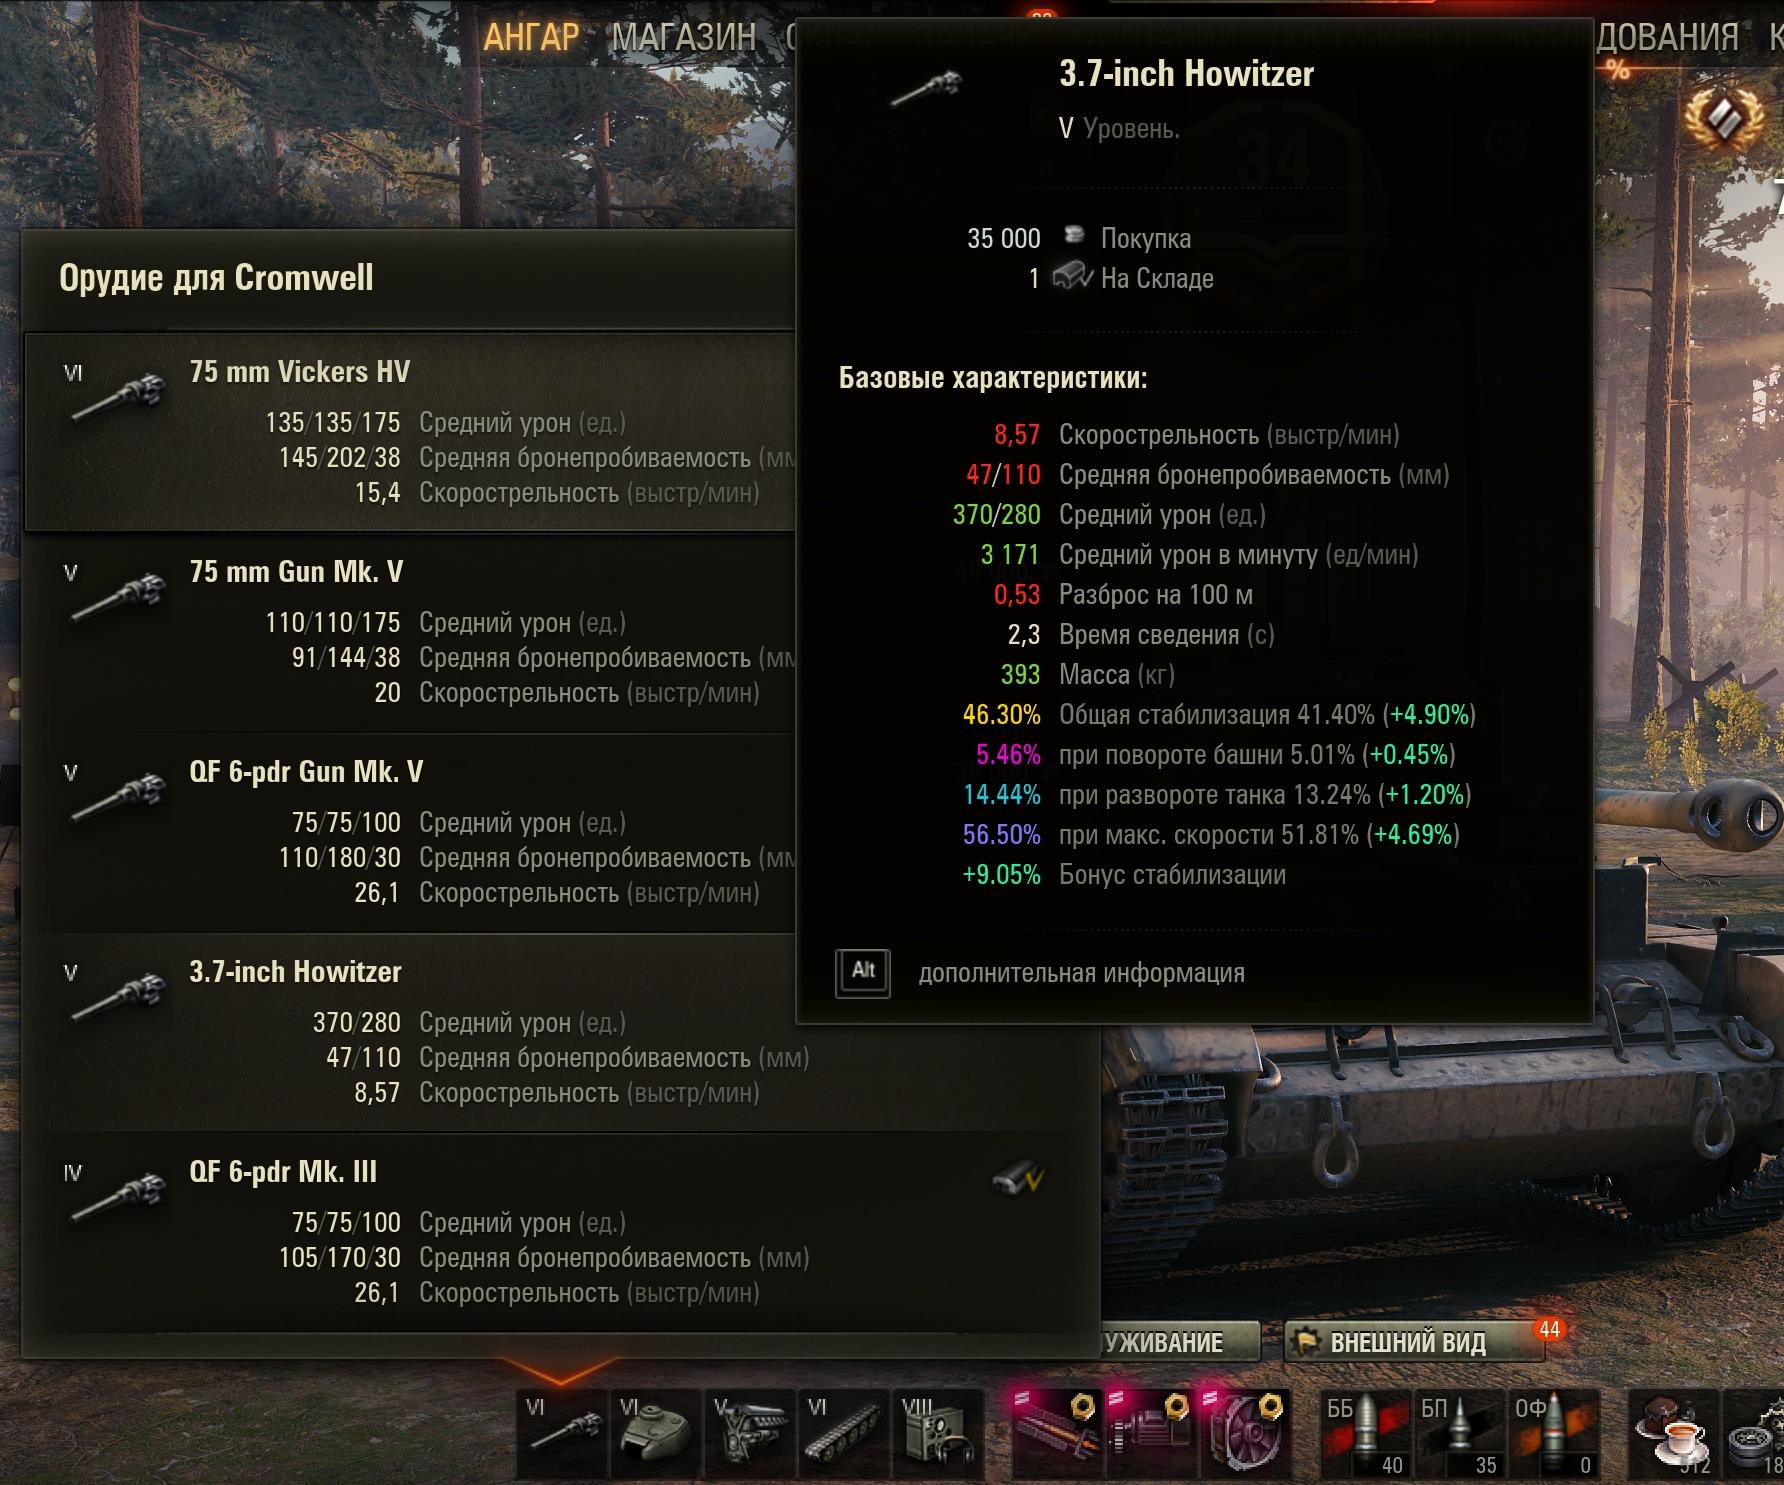 АНГАР МАГАЗИН
ДОВАНИЯ
%
3.7-inch Howitzer
V Уровень.
34
35 000 Покупка
1 На Складе
Базовые характеристики:
8,57 Скорострельность (выстр/мин)
47/110 Средняя бронепробиваемость (мм)
370/280 Средний урон (ед.)
3 171 Средний урон в минуту (ед/мин)
0,53 Разброс на 100 м
2,3 Время сведения (с)
393 Масса (кг)
46.30% Общая стабилизация 41.40% (+4.90%)
5.46% при повороте башни 5.01% (+0.45%)
14.44% при развороте танка 13.24% (+1.20%)
56.50% при макс. скорости 51.81% (+4.69%)
+9.05% Бонус стабилизации
Alt дополнительная информация
Орудие для Cromwell
VI 75 mm Vickers HV
135/135/175 Средний урон (ед.)
145/202/38 Средняя бронепробиваемость (мм
15,4 Скорострельность (выстр/мин)
V 75 mm Gun Mk. V
110/110/175 Средний урон (ед.)
91/144/38 Средняя бронепробиваемость (мм
20 Скорострельность (выстр/мин)
V QF 6-pdr Gun Mk. V
75/75/100 Средний урон (ед.)
110/180/30 Средняя бронепробиваемость (мм
26,1 Скорострельность (выстр/мин)
V 3.7-inch Howitzer
370/280 Средний урон (ед.)
47/110 Средняя бронепробиваемость (мм)
8,57 Скорострельность (выстр/мин)
IV QF 6-pdr Mk. III
75/75/100 Средний урон (ед.)
105/170/30 Средняя бронепробиваемость (мм)
26,1 Скорострельность (выстр/мин)
УЖИВАНИЕ ВНЕШНИЙ ВИД 44
VI VI V VI VIII ББ БП ОФ
40 35 0 18